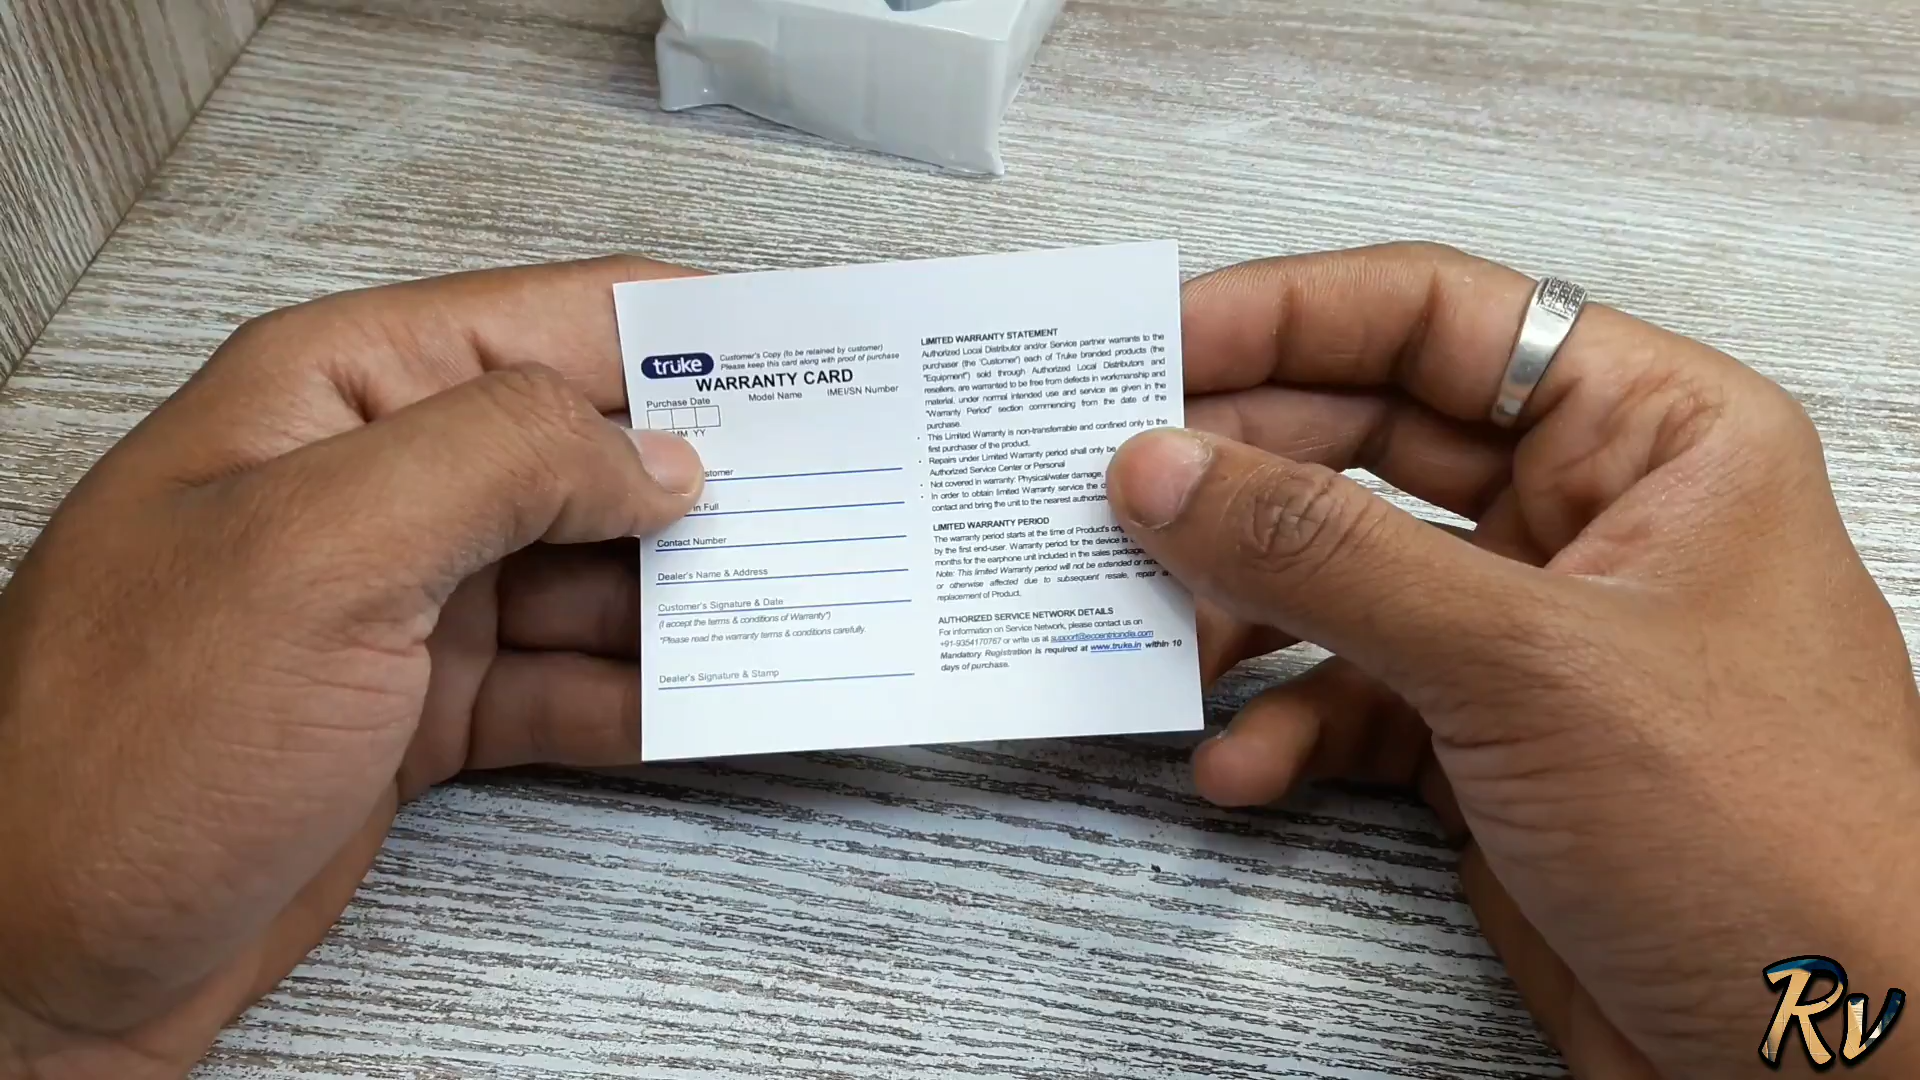 truke
Customer's Copy (to be retained by customer)
Please keep this card along with proof of purchase
WARRANTY CARD
Purchase Date
Model Name
IMEI/SN Number
MM YY
in Full
Contact Number
Dealer's Name & Address
Customer's Signature & Date
(I accept the terms & conditions of Warranty*)
*Please read the warranty terms & conditions carefully.
Dealer's Signature & Stamp
LIMITED WARRANTY STATEMENT
Authorized Local Distributor and/or Service partner warrants to the
purchaser (the 'Customer') each of Truke branded products (the
"Equipment") sold through Authorized Local Distributors and
resellers, are warranted to be free from defects in workmanship and
material, under normal intended use and service as given in the
"Warranty Period" section commencing from the date of the
purchase.
• This Limited Warranty is non-transferrable and confined only to the
first purchaser of the product.
• Repairs under Limited Warranty period shall only be
Authorized Service Center or Personal
• Not covered in warranty: Physical/water damage,
• In order to obtain limited Warranty service the
contact and bring the unit to the nearest
LIMITED WARRANTY PERIOD
The warranty period starts at the time of Product's
by the first end-user. Warranty period for the device is
months for the earphone unit included in the sales package.
Note: This limited Warranty period will not be extended or
or otherwise affected due to subsequent resale, repair
replacement of Product.
AUTHORIZED SERVICE NETWORK DETAILS
For information on Service Network, please contact us on
+91-9354170767 or write us at support@eccentricindia.com
Mandatory Registration is required at www.truke.in within 10
days of purchase.
Rv